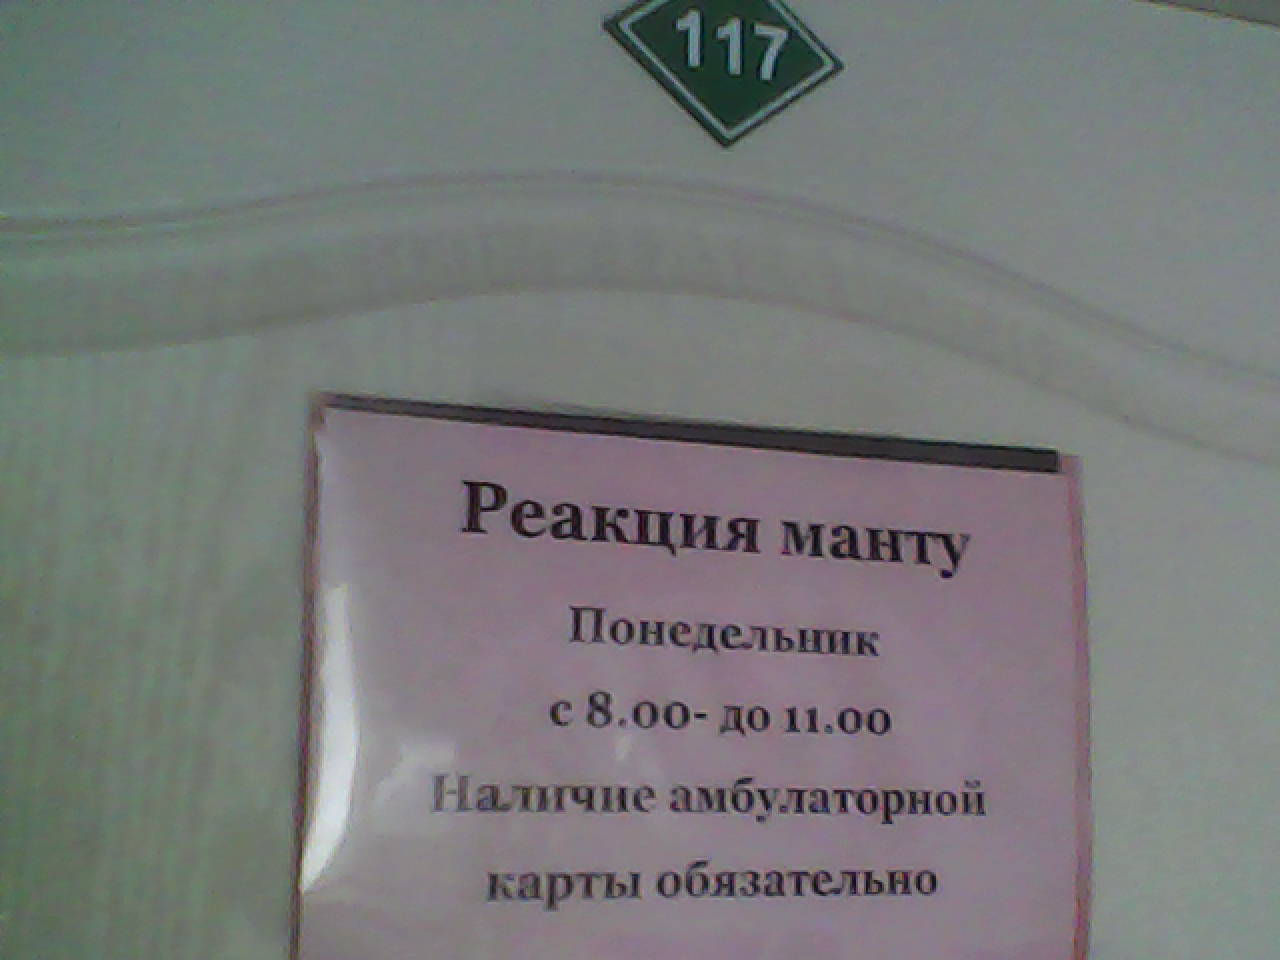 117
Реакция манту
Понедельник
с 8.00- до 11.00
Наличие амбулаторной
карты обязательно